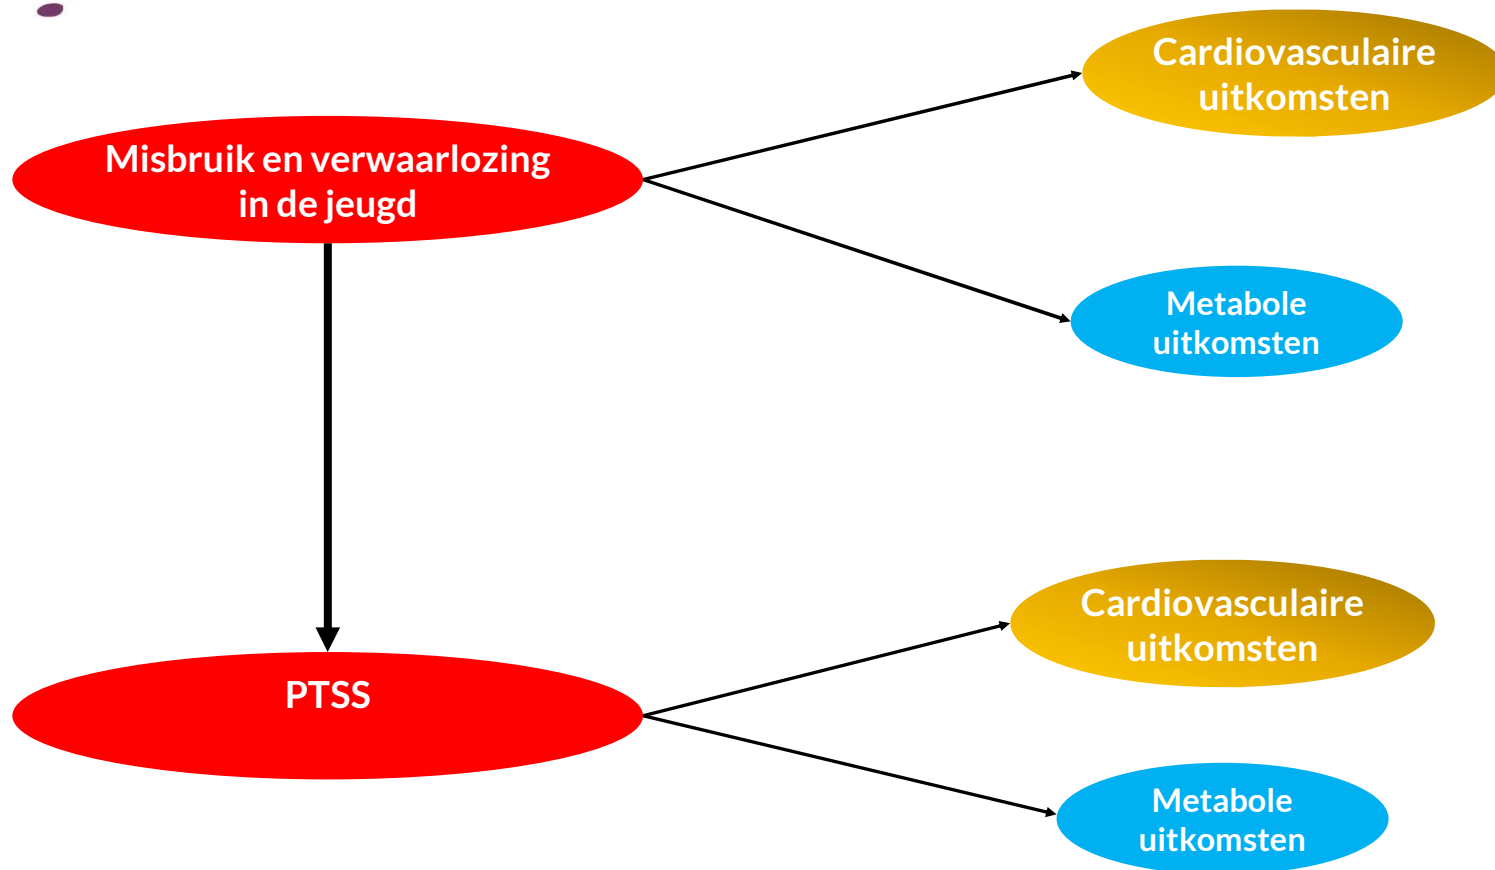 Cardiovasculaire
uitkomsten
Misbruik en verwaarlozing
in de jeugd
Metabole
uitkomsten
Cardiovasculaire
uitkomsten
PTSS
Metabole
uitkomsten